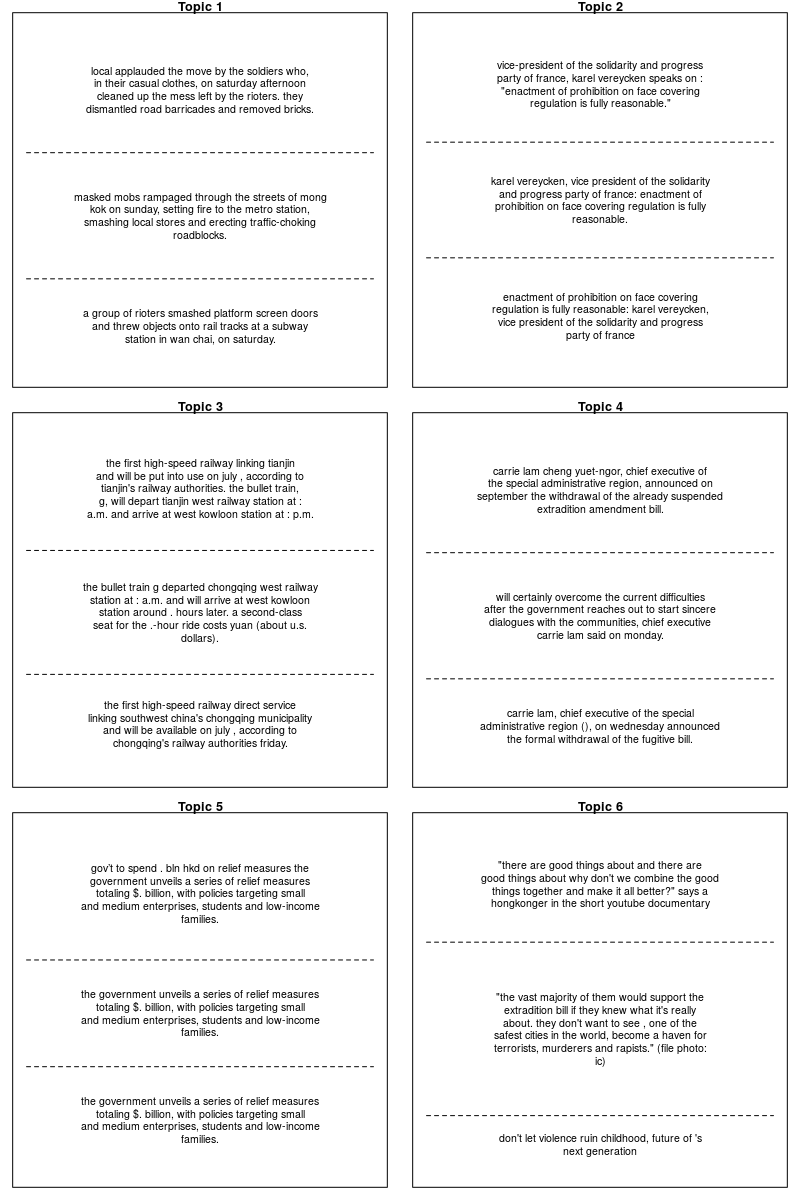 Topic 1
local applauded the move by the soldiers who,
in their casual clothes, on saturday afternoon
cleaned up the mess left by the rioters. they
dismantled road barricades and removed bricks.
masked mobs rampaged through the streets of mong
kok on sunday, setting fire to the metro station,
smashing local stores and erecting traffic-choking
roadblocks.
a group of rioters smashed platform screen doors
and threw objects onto rail tracks at a subway
station in wan chai, on saturday.
Topic 2
vice-president of the solidarity and progress
party of france, karel vereycken speaks on :
"enactment of prohibition on face covering
regulation is fully reasonable."
karel vereycken, vice president of the solidarity
and progress party of france: enactment of
prohibition on face covering regulation is fully
reasonable.
enactment of prohibition on face covering
regulation is fully reasonable: karel vereycken,
vice president of the solidarity and progress
party of france
Topic 3
the first high-speed railway linking tianjin
and will be put into use on july , according to
tianjin's railway authorities. the bullet train,
g, will depart tianjin west railway station at :
a.m. and arrive at west kowloon station at : p.m.
the bullet train g departed chongqing west railway
station at : a.m. and will arrive at west kowloon
station around . hours later. a second-class
seat for the .-hour ride costs yuan (about u.s.
dollars).
the first high-speed railway direct service
linking southwest china's chongqing municipality
and will be available on july , according to
chongqing's railway authorities friday.
Topic 4
carrie lam cheng yuet-ngor, chief executive of
the special administrative region, announced on
september the withdrawal of the already suspended
extradition amendment bill.
will certainly overcome the current difficulties
after the government reaches out to start sincere
dialogues with the communities, chief executive
carrie lam said on monday.
carrie lam, chief executive of the special
administrative region (), on wednesday announced
the formal withdrawal of the fugitive bill.
Topic 5
gov't to spend . bln hkd on relief measures the
government unveils a series of relief measures
totaling $. billion, with policies targeting small
and medium enterprises, students and low-income
families.
the government unveils a series of relief measures
totaling $. billion, with policies targeting small
and medium enterprises, students and low-income
families.
the government unveils a series of relief measures
totaling $. billion, with policies targeting small
and medium enterprises, students and low-income
families.
Topic 6
"there are good things about and there are
good things about why don't we combine the good
things together and make it all better?" says a
hongkonger in the short youtube documentary
"the vast majority of them would support the
extradition bill if they knew what it's really
about. they don't want to see , one of the
safest cities in the world, become a haven for
terrorists, murderers and rapists." (file photo:
ic)
don't let violence ruin childhood, future of 's
next generation